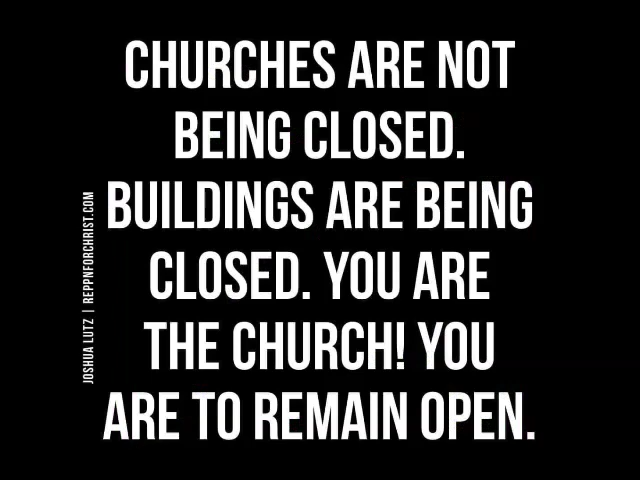 CHURCHES ARE NOT
BEING CLOSED.
BUILDINGS ARE BEING
CLOSED. YOU ARE
THE CHURCH! YOU
ARE TO REMAIN OPEN.
JOSHUA LUTZ | REPPNFORCHRIST.COM